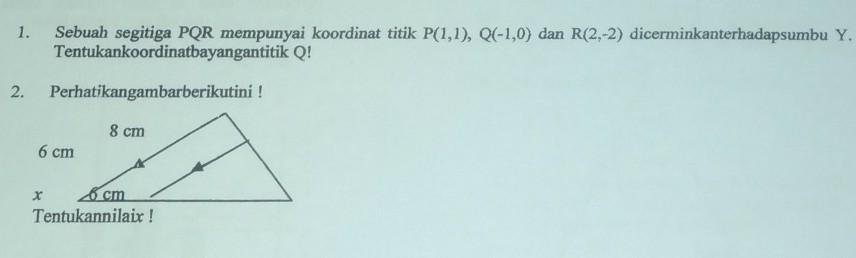 1. Sebuah segitiga PQR mempunyai koordinat titik P(1,1), Q(-1,0) dan R(2,-2) dicerminkanterhadapsumbu Y.
Tentukankoordinatbayangantitik Q!
2. Perhatikangambarberikutini !
8 cm
6 cm
x 6 cm
Tentukannilaix !